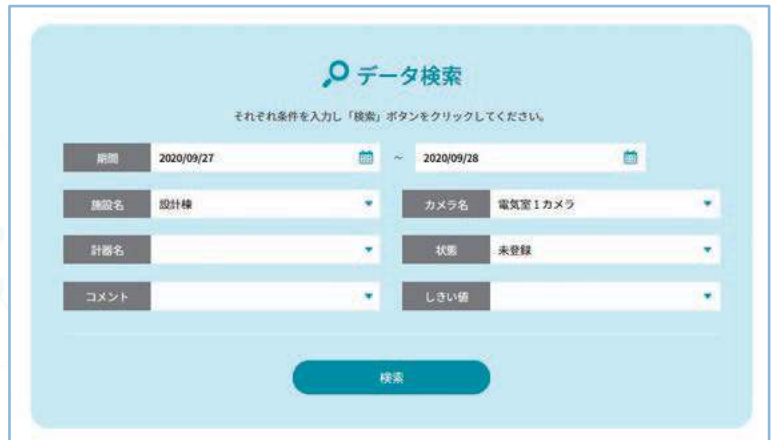 データ検索
それぞれ条件を入力し「検索」ボタンをクリックしてください。
期間 2020/09/27 ~ 2020/09/28
施設名 設計棟 カメラ名 電気室1カメラ
計器名 状態 未登録
コメント しきい値
検索